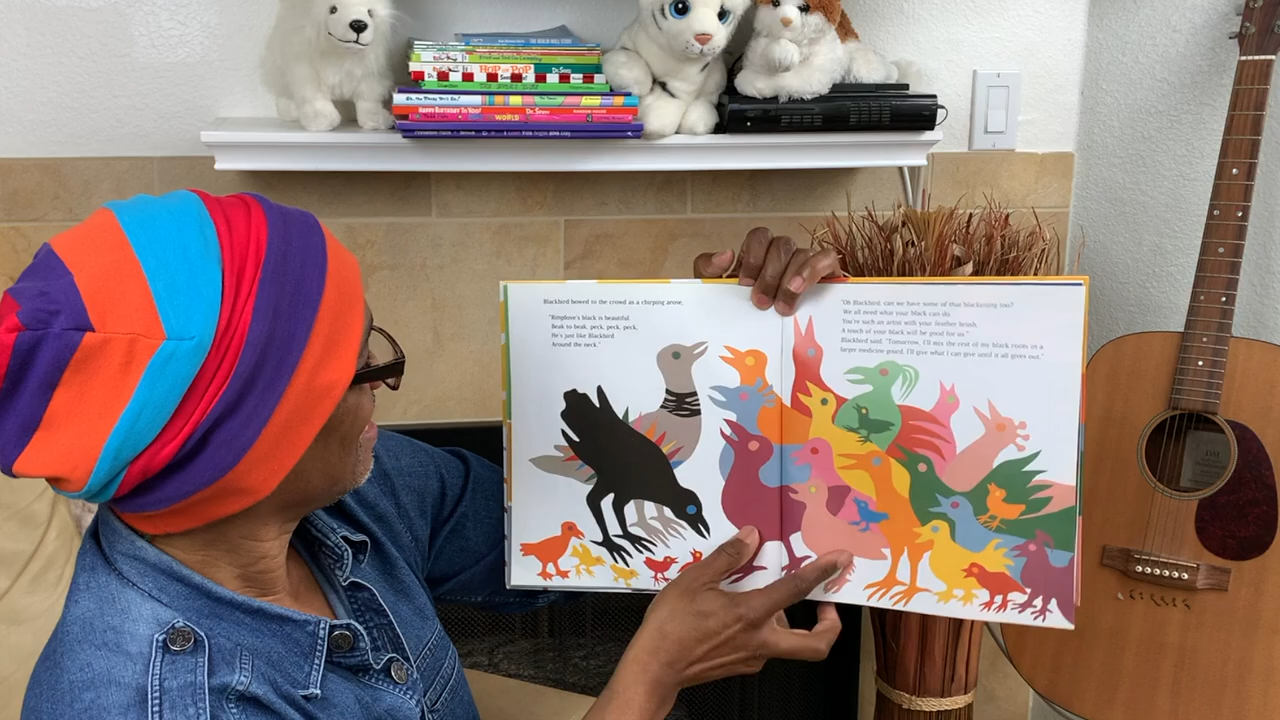 THE BERLIN WALL STORY
HOP ON POP
Dr. Seuss
HAPPY BIRTHDAY TO YOU!
Dr. Seuss
WORLD
Blackbird bowed to the crowd as a chirping arose,
"Ringdove's black is beautiful.
Beak to beak, peck, peck, peck,
He's just like Blackbird
Around the neck."
"Oh Blackbird, can we have some of that blackening too?
We all need what your black can do.
You're such an artist with your feather brush,
A touch of your black will be good for us."
Blackbird said, "Tomorrow, I'll mix the rest of my black roots in a
larger medicine gourd. I'll give what I can give until it all gives out."